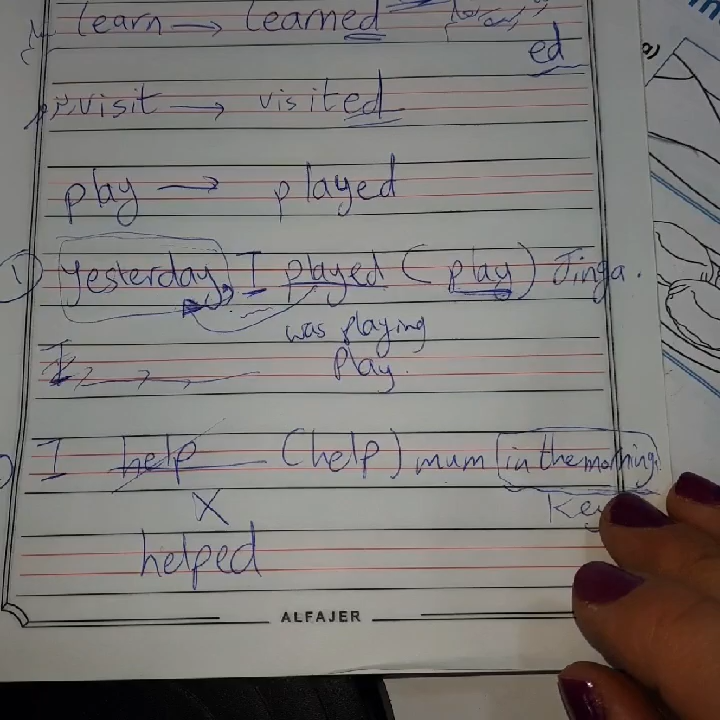 learn → learned
ed
visit → visited
play → played
1 Yesterday, I played (play) Jinga.
was playing
play.
I
I help (help) mum in the morning.
X Key
helped
ALFAJER